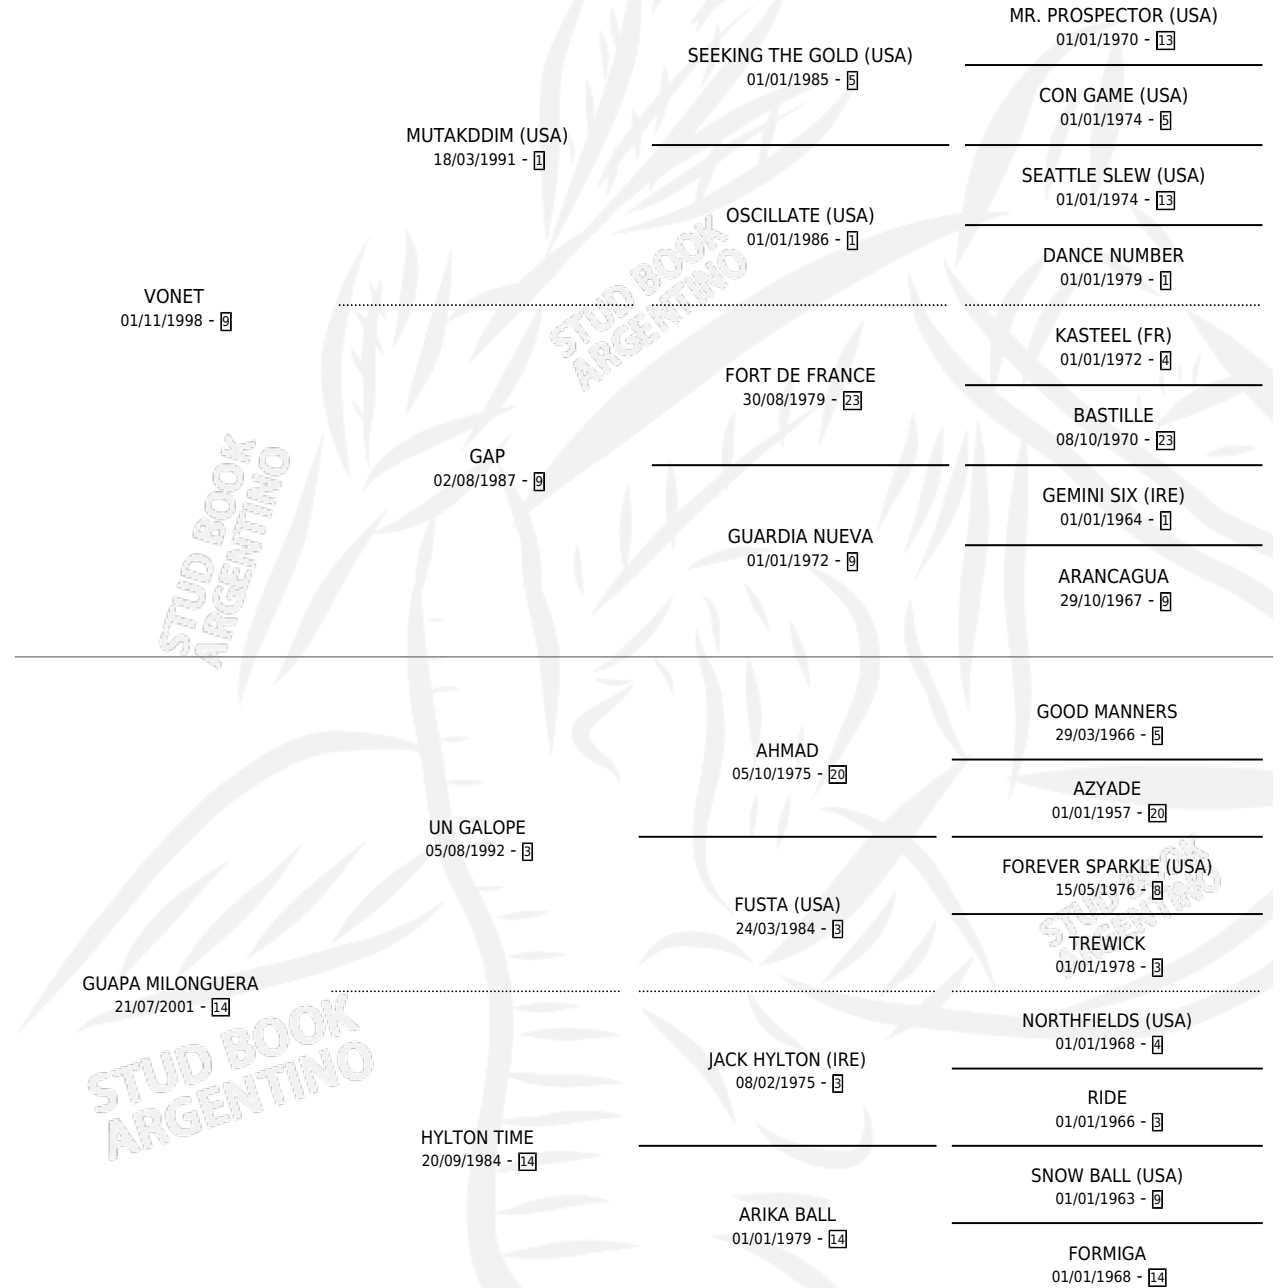 MR. PROSPECTOR (USA)
01/01/1970 - 13
SEEKING THE GOLD (USA)
01/01/1985 - 5
CON GAME (USA)
01/01/1974 - 5
MUTAKDDIM (USA)
18/03/1991 - 1
SEATTLE SLEW (USA)
01/01/1974 - 13
OSCILLATE (USA)
01/01/1986 - 1
DANCE NUMBER
01/01/1979 - 1
VONET
01/11/1998 - 9
KASTEEL (FR)
01/01/1972 - 4
FORT DE FRANCE
30/08/1979 - 23
BASTILLE
08/10/1970 - 23
GAP
02/08/1987 - 9
GEMINI SIX (IRE)
01/01/1964 - 1
GUARDIA NUEVA
01/01/1972 - 9
ARANCAGUA
29/10/1967 - 9
GOOD MANNERS
29/03/1966 - 5
AHMAD
05/10/1975 - 20
AZYADE
01/01/1957 - 20
UN GALOPE
05/08/1992 - 3
FOREVER SPARKLE (USA)
15/05/1976 - 8
FUSTA (USA)
24/03/1984 - 3
TREWICK
01/01/1978 - 3
GUAPA MILONGUERA
21/07/2001 - 14
NORTHFIELDS (USA)
01/01/1968 - 4
JACK HYLTON (IRE)
08/02/1975 - 3
RIDE
01/01/1966 - 3
HYLTON TIME
20/09/1984 - 14
SNOW BALL (USA)
01/01/1963 - 9
ARIKA BALL
01/01/1979 - 14
FORMIGA
01/01/1968 - 14
STUD BOOK
ARGENTINO
STUD BOOK
ARGENTINO
STUD BOOK
ARGENTINO
STUD BOOK
ARGENTINO